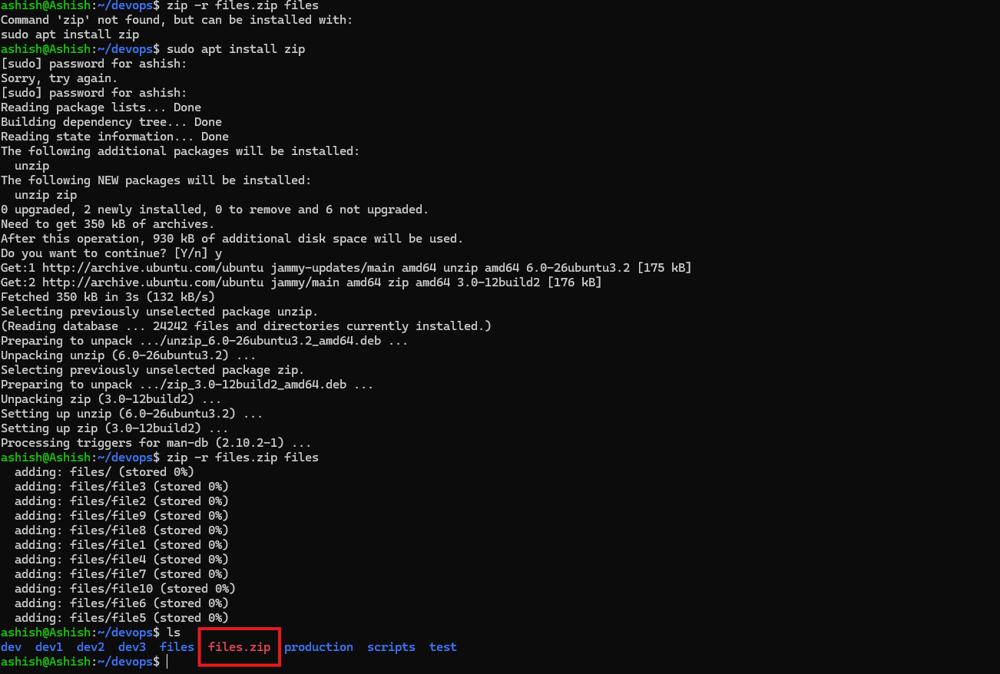 ashish@Ashish:~/devops$ zip -r files.zip files
Command 'zip' not found, but can be installed with:
sudo apt install zip
ashish@Ashish:~/devops$ sudo apt install zip
[sudo] password for ashish:
Sorry, try again.
[sudo] password for ashish:
Reading package lists... Done
Building dependency tree... Done
Reading state information... Done
The following additional packages will be installed:
  unzip
The following NEW packages will be installed:
  unzip zip
0 upgraded, 2 newly installed, 0 to remove and 6 not upgraded.
Need to get 350 kB of archives.
After this operation, 930 kB of additional disk space will be used.
Do you want to continue? [Y/n] y
Get:1 http://archive.ubuntu.com/ubuntu jammy-updates/main amd64 unzip amd64 6.0-26ubuntu3.2 [175 kB]
Get:2 http://archive.ubuntu.com/ubuntu jammy/main amd64 zip amd64 3.0-12build2 [176 kB]
Fetched 350 kB in 3s (132 kB/s)
Selecting previously unselected package unzip.
(Reading database ... 24242 files and directories currently installed.)
Preparing to unpack .../unzip_6.0-26ubuntu3.2_amd64.deb ...
Unpacking unzip (6.0-26ubuntu3.2) ...
Selecting previously unselected package zip.
Preparing to unpack .../zip_3.0-12build2_amd64.deb ...
Unpacking zip (3.0-12build2) ...
Setting up unzip (6.0-26ubuntu3.2) ...
Setting up zip (3.0-12build2) ...
Processing triggers for man-db (2.10.2-1) ...
ashish@Ashish:~/devops$ zip -r files.zip files
  adding: files/ (stored 0%)
  adding: files/file3 (stored 0%)
  adding: files/file2 (stored 0%)
  adding: files/file9 (stored 0%)
  adding: files/file8 (stored 0%)
  adding: files/file1 (stored 0%)
  adding: files/file4 (stored 0%)
  adding: files/file7 (stored 0%)
  adding: files/file10 (stored 0%)
  adding: files/file6 (stored 0%)
  adding: files/file5 (stored 0%)
ashish@Ashish:~/devops$ ls
dev  dev1  dev2  dev3  files  files.zip  production  scripts  test
ashish@Ashish:~/devops$